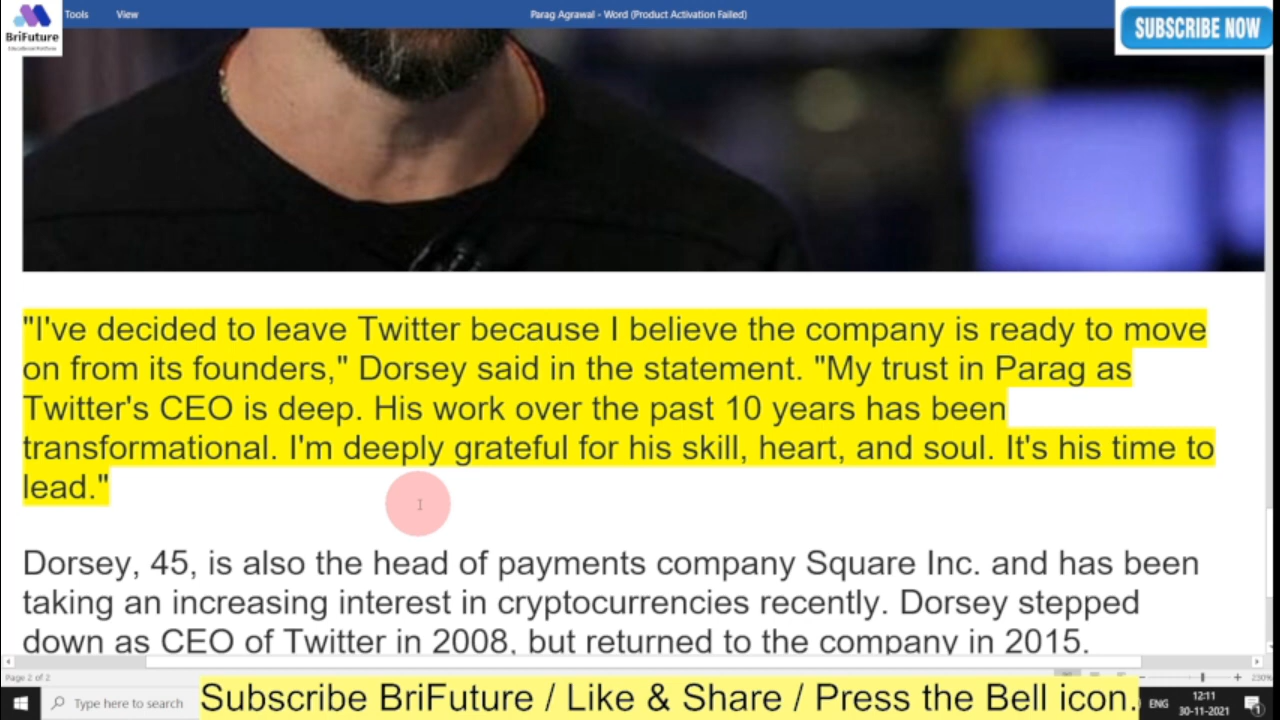 Tools View Parag Agrawal - Word (Product Activation Failed)
BriFuture
SUBSCRIBE NOW
"I've decided to leave Twitter because I believe the company is ready to move
on from its founders," Dorsey said in the statement. "My trust in Parag as
Twitter's CEO is deep. His work over the past 10 years has been
transformational. I'm deeply grateful for his skill, heart, and soul. It's his time to
lead."
Dorsey, 45, is also the head of payments company Square Inc. and has been
taking an increasing interest in cryptocurrencies recently. Dorsey stepped
down as CEO of Twitter in 2008, but returned to the company in 2015.
Page 2 of 2
230%
Type here to search
Subscribe BriFuture / Like & Share / Press the Bell icon.
ENG
12:11
30-11-2021
1